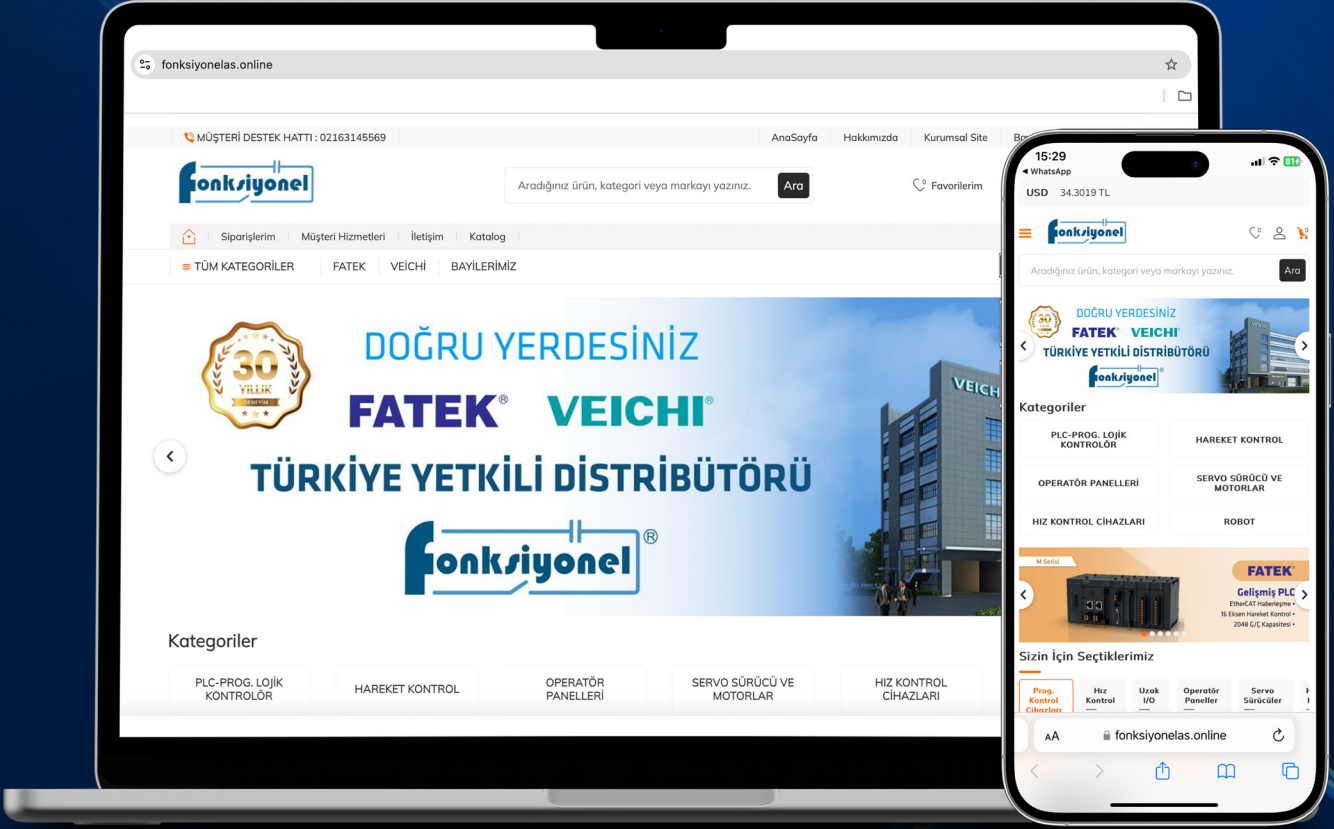 fonksiyonelas.online
MÜŞTERİ DESTEK HATTI : 02163145569
AnaSayfa
Hakkımızda
Kurumsal Site
fonksiyonel
Aradığınız ürün, kategori veya markayı yazınız.
Ara
0
Favorilerim
Siparişlerim
Müşteri Hizmetleri
İletişim
Katalog
TÜM KATEGORİLER
FATEK
VEİCHİ
BAYİLERİMİZ
30
YILLIK
DENEYİM
DOĞRU YERDESİNİZ
FATEK® VEICHI®
TÜRKİYE YETKİLİ DİSTRİBÜTÖRÜ
fonksiyonel®
VEICH
Kategoriler
PLC-PROG. LOJİK
KONTROLÖR
HAREKET KONTROL
OPERATÖR
PANELLERİ
SERVO SÜRÜCÜ VE
MOTORLAR
HIZ KONTROL
CİHAZLARI
15:29
WhatsApp
USD 34.3019 TL
fonksiyonel
Aradığınız ürün, kategori veya markayı yazınız.
Ara
30
DOĞRU YERDESİNİZ
FATEK® VEICHI®
TÜRKİYE YETKİLİ DİSTRİBÜTÖRÜ
fonksiyonel®
Kategoriler
PLC-PROG. LOJİK
KONTROLÖR
HAREKET KONTROL
OPERATÖR PANELLERİ
SERVO SÜRÜCÜ VE
MOTORLAR
HIZ KONTROL CİHAZLARI
ROBOT
M Serisi
FATEK®
Gelişmiş PLC
EtherCAT Haberleşme •
16 Eksen Hareket Kontrol •
2048 G/Ç Kapasitesi •
Sizin İçin Seçtiklerimiz
Prog.
Kontrol
Cihazları
Hız
Kontrol
Uzak
I/O
Operatör
Paneller
Servo
Sürücüler
AA
fonksiyonelas.online